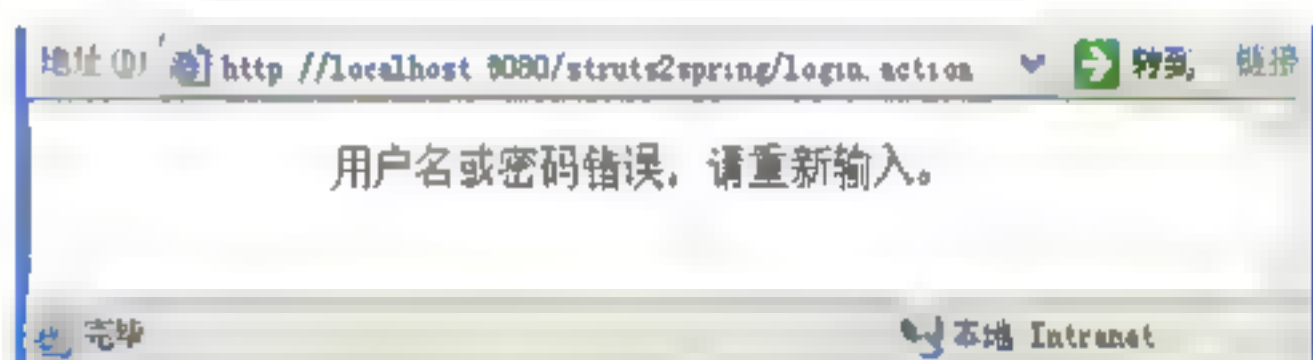 地址(D) http://localhost:8080/struts2spring/login.action 转到 链接
用户名或密码错误，请重新输入。
完毕 本地 Intranet